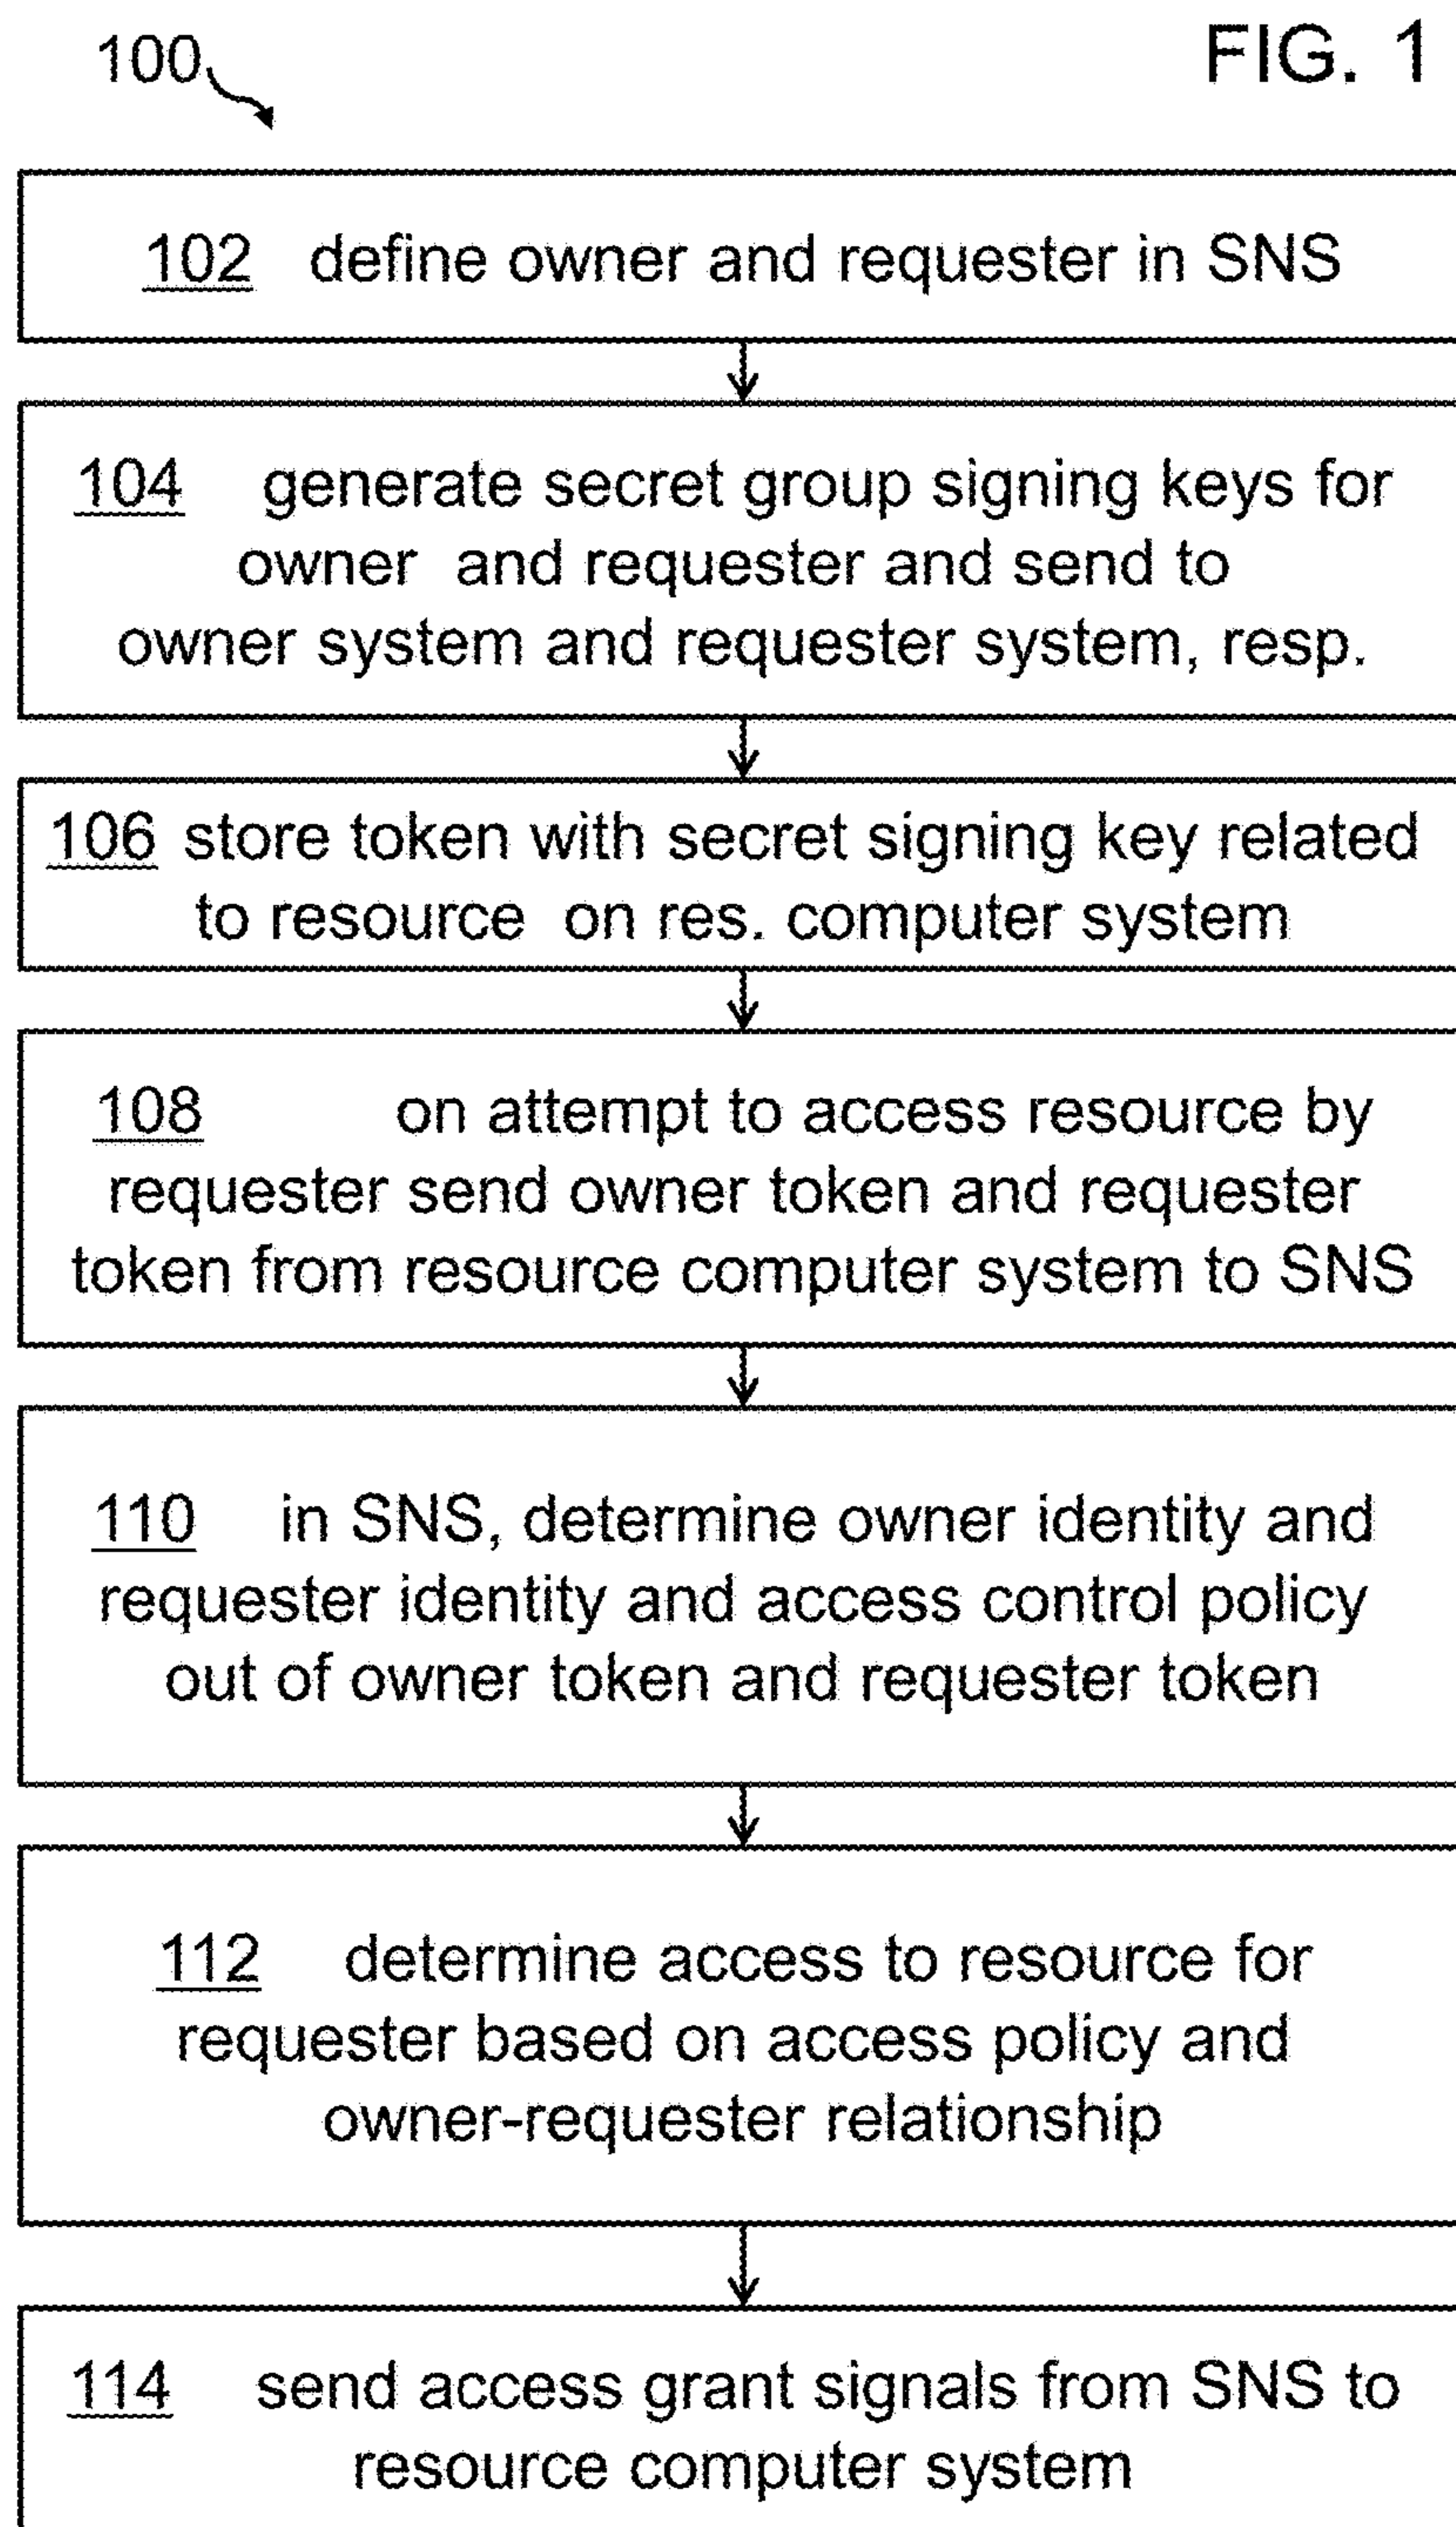 100
FIG. 1
102 define owner and requester in SNS
104 generate secret group signing keys for
owner and requester and send to
owner system and requester system, resp.
106 store token with secret signing key related
to resource on res. computer system
108 on attempt to access resource by
requester send owner token and requester
token from resource computer system to SNS
110 in SNS, determine owner identity and
requester identity and access control policy
out of owner token and requester token
112 determine access to resource for
requester based on access policy and
owner-requester relationship
114 send access grant signals from SNS to
resource computer system